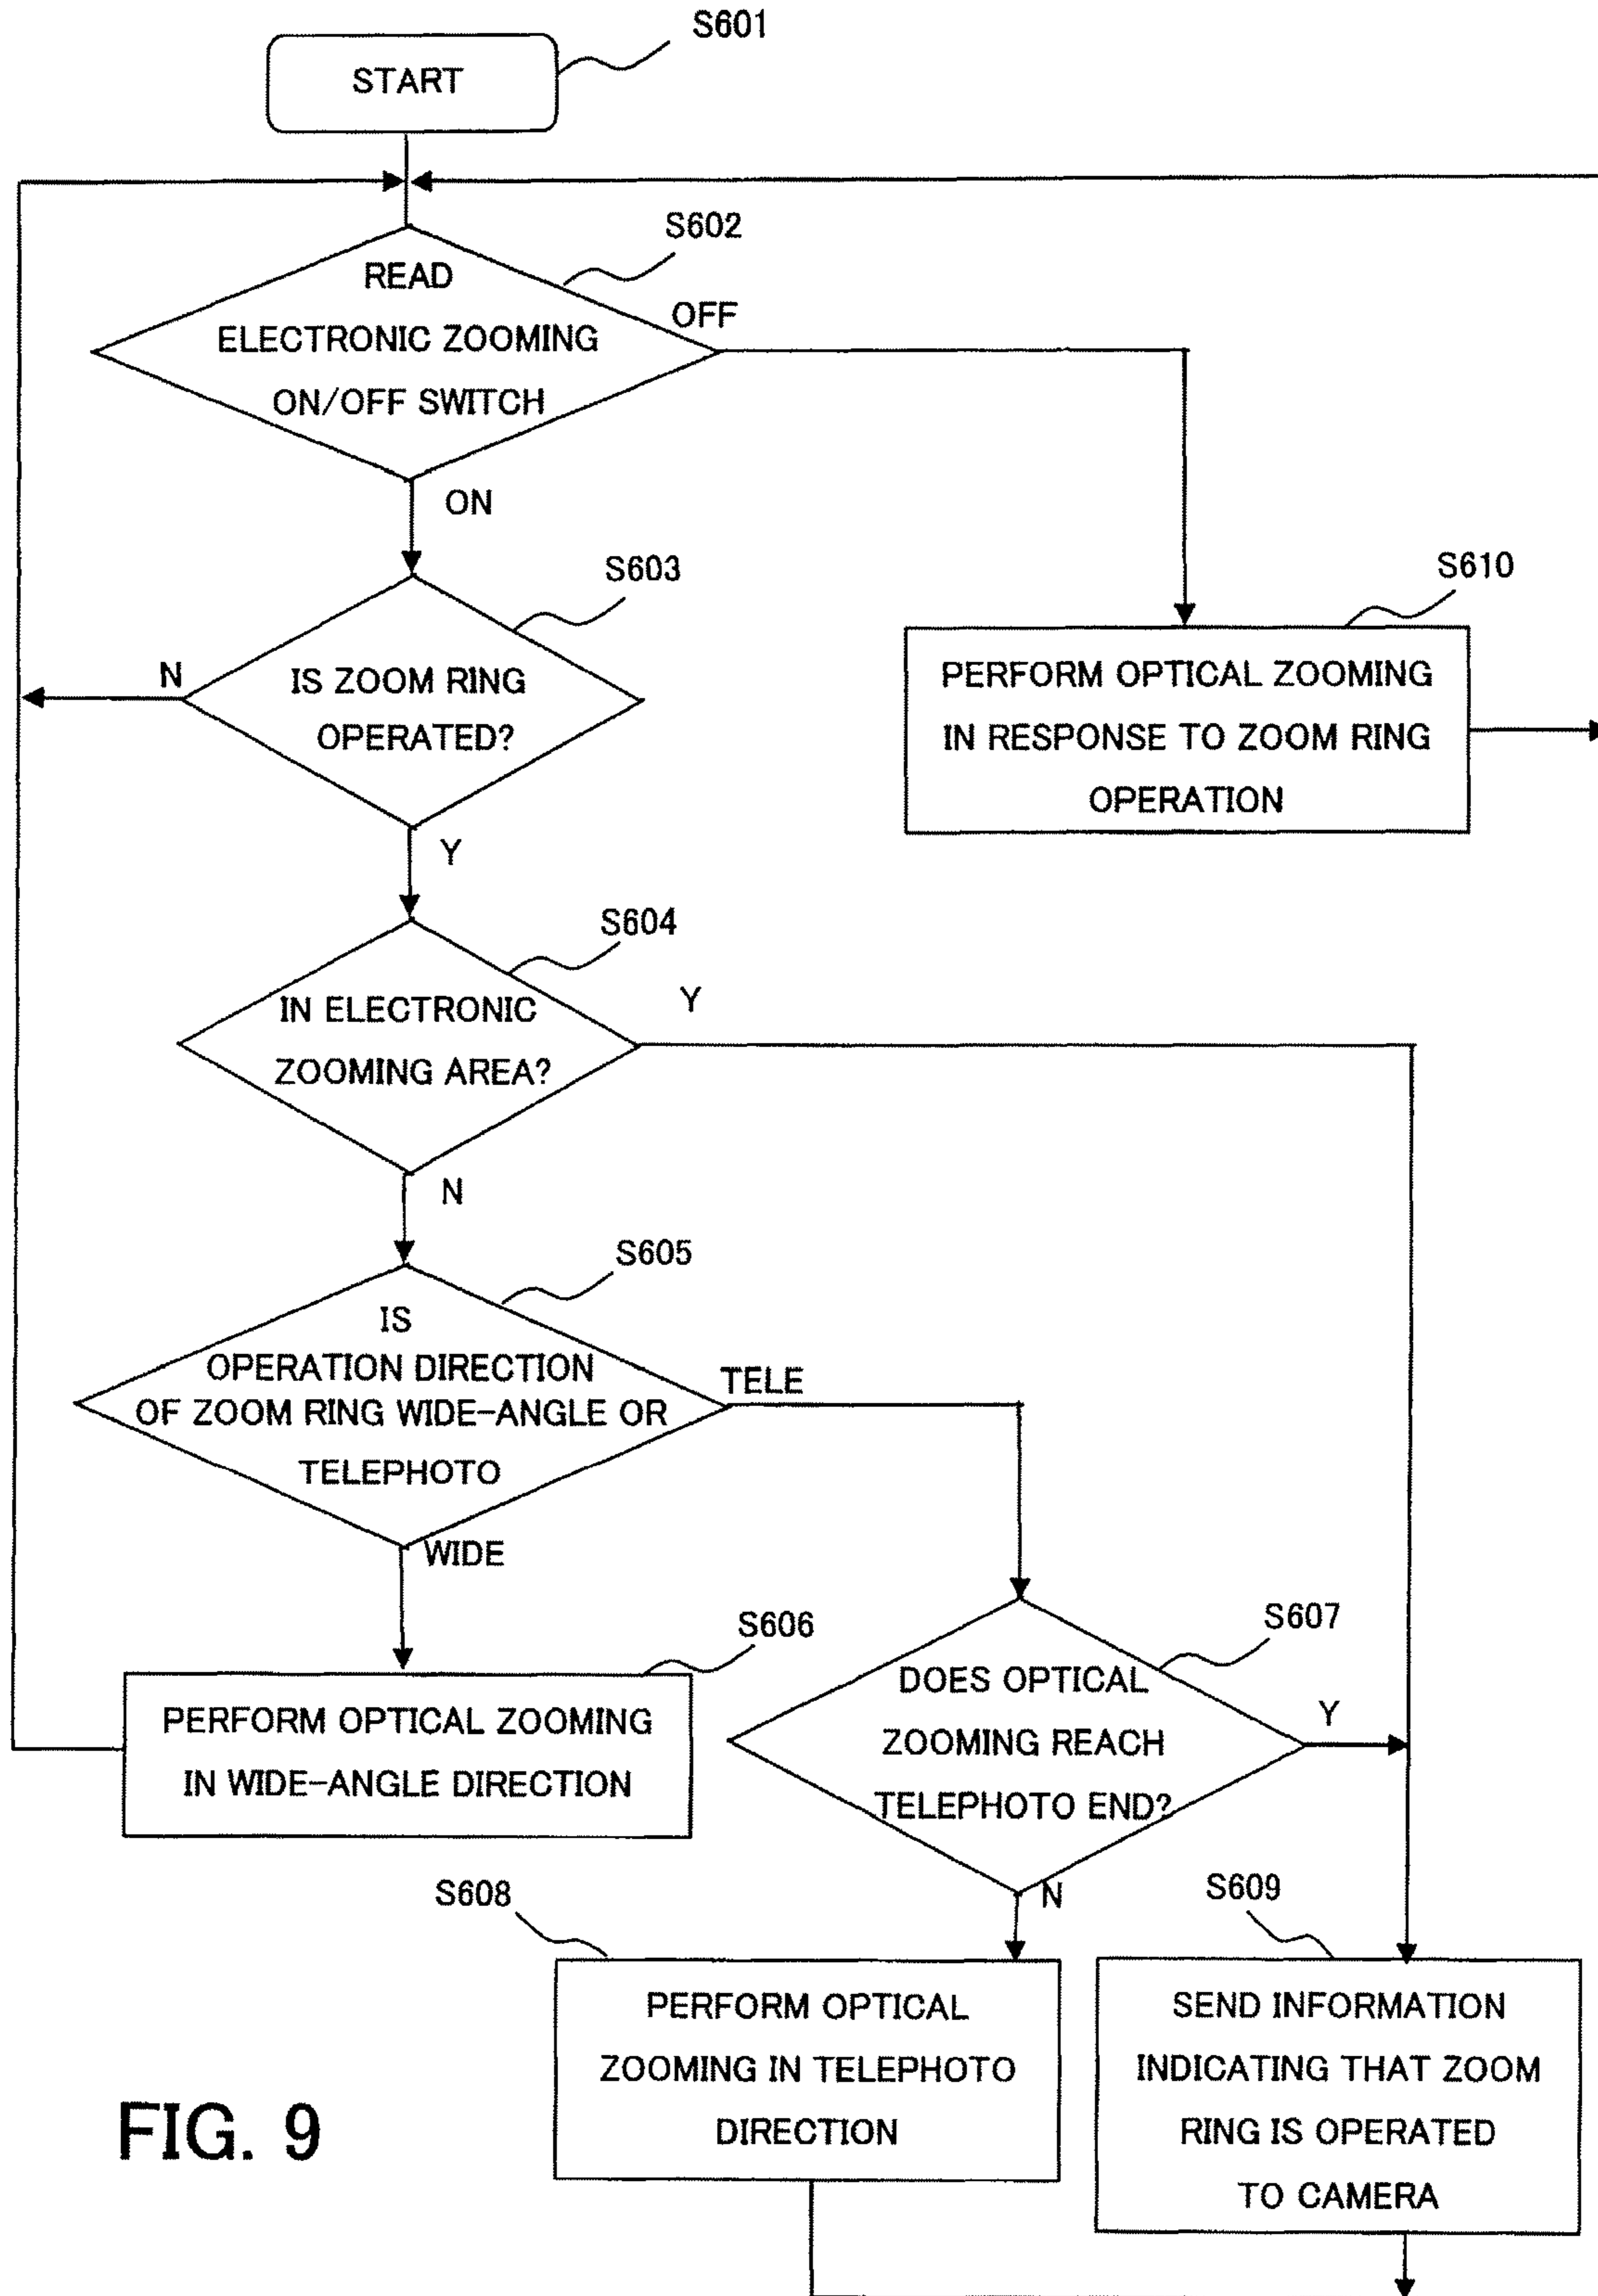 S601
START
S602
READ
ELECTRONIC ZOOMING
ON/OFF SWITCH
OFF
ON
S603
IS ZOOM RING
OPERATED?
N
Y
S610
PERFORM OPTICAL ZOOMING
IN RESPONSE TO ZOOM RING
OPERATION
S604
IN ELECTRONIC
ZOOMING AREA?
Y
N
S605
IS
OPERATION DIRECTION
OF ZOOM RING WIDE-ANGLE OR
TELEPHOTO
TELE
WIDE
S606
PERFORM OPTICAL ZOOMING
IN WIDE-ANGLE DIRECTION
S607
DOES OPTICAL
ZOOMING REACH
TELEPHOTO END?
Y
N
S608
PERFORM OPTICAL
ZOOMING IN TELEPHOTO
DIRECTION
S609
SEND INFORMATION
INDICATING THAT ZOOM
RING IS OPERATED
TO CAMERA
FIG. 9